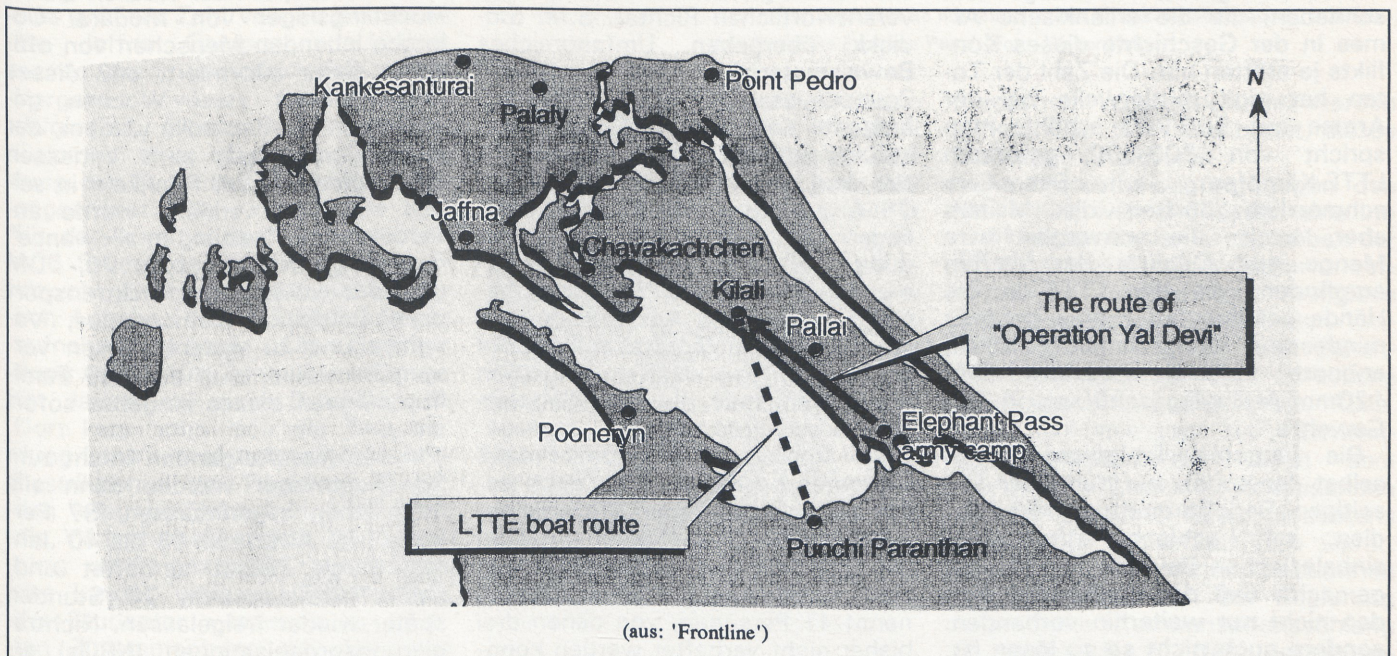 Kankesanturai
Point Pedro
N
Palaly
Jaffna
Chavakachcheri
Kilali
Pallai
The route of
"Operation Yal Devi"
Pooneryn
Elephant Pass
army camp
LTTE boat route
Punchi Paranthan
(aus: 'Frontline')